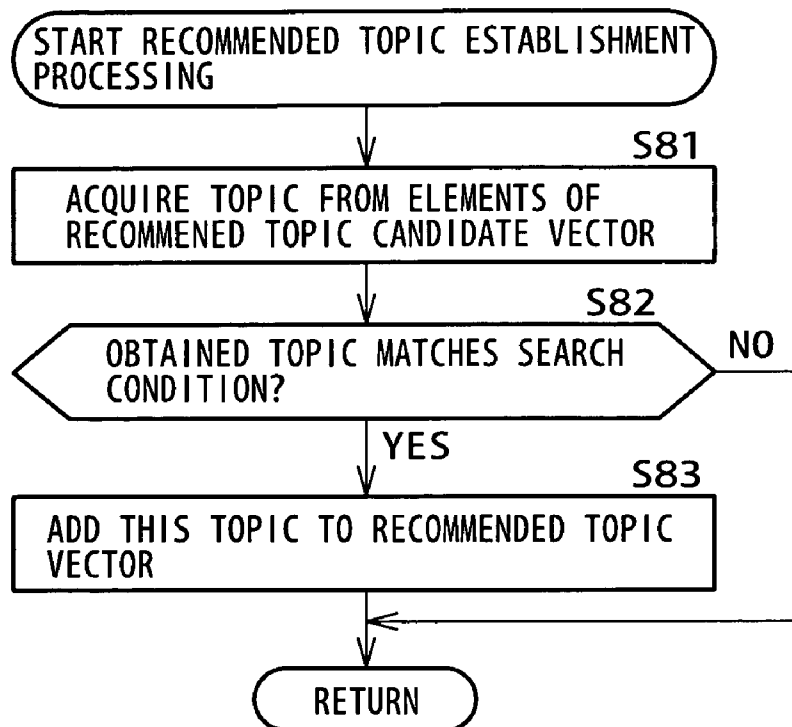 START RECOMMENDED TOPIC ESTABLISHMENT
PROCESSING
S81
ACQUIRE TOPIC FROM ELEMENTS OF
RECOMMENED TOPIC CANDIDATE VECTOR
S82
OBTAINED TOPIC MATCHES SEARCH
CONDITION?
NO
YES
S83
ADD THIS TOPIC TO RECOMMENDED TOPIC
VECTOR
RETURN